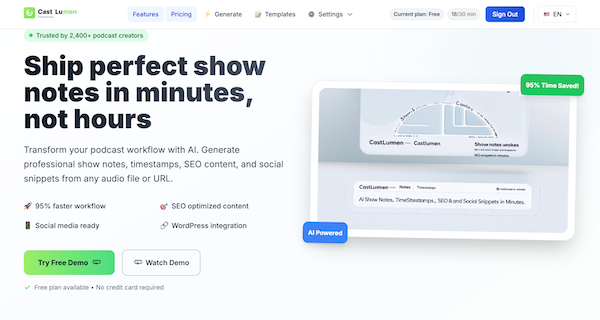 Cast Lumen
Features
Pricing
⚡ Generate
Templates
Settings
Current plan: Free
18/30 min
Sign Out
EN
Trusted by 2,400+ podcast creators
Ship perfect show
notes in minutes,
not hours
Transform your podcast workflow with AI. Generate
professional show notes, timestamps, SEO content, and social
snippets from any audio file or URL.
🚀 95% faster workflow
🎯 SEO optimized content
📱 Social media ready
🔗 WordPress integration
Try Free Demo
Watch Demo
✓ Free plan available • No credit card required
95% Time Saved!
CastLumen
Castlumen
Show notes wokes
CastLumen
Notes
Timestamps
AI Show Notes, TimeStiestamps., SEO & and Social Snippets in Minutes.
AI Powered